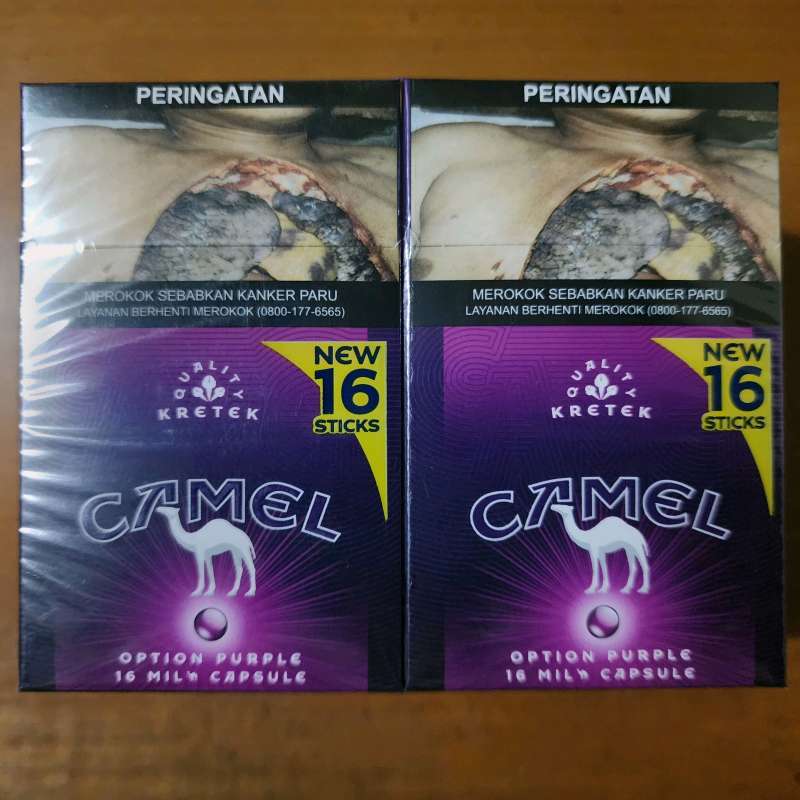 PERINGATAN
MEROKOK SEBABKAN KANKER PARU
LAYANAN BERHENTI MEROKOK (0800-177-6565)
NEW
16
STICKS
QUALITY
KRETEK
CAMEL
OPTION PURPLE
16 MILD CAPSULE
PERINGATAN
MEROKOK SEBABKAN KANKER PARU
LAYANAN BERHENTI MEROKOK (0800-177-6565)
NEW
16
STICKS
QUALITY
KRETEK
CAMEL
OPTION PURPLE
16 MILD CAPSULE